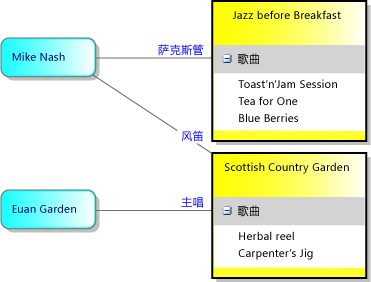 Jazz before Breakfast
萨克斯管
Mike Nash
歌曲
Toast'n'Jam Session
Tea for One
Blue Berries
风笛
Scottish Country Garden
主唱
Euan Garden
歌曲
Herbal reel
Carpenter's Jig